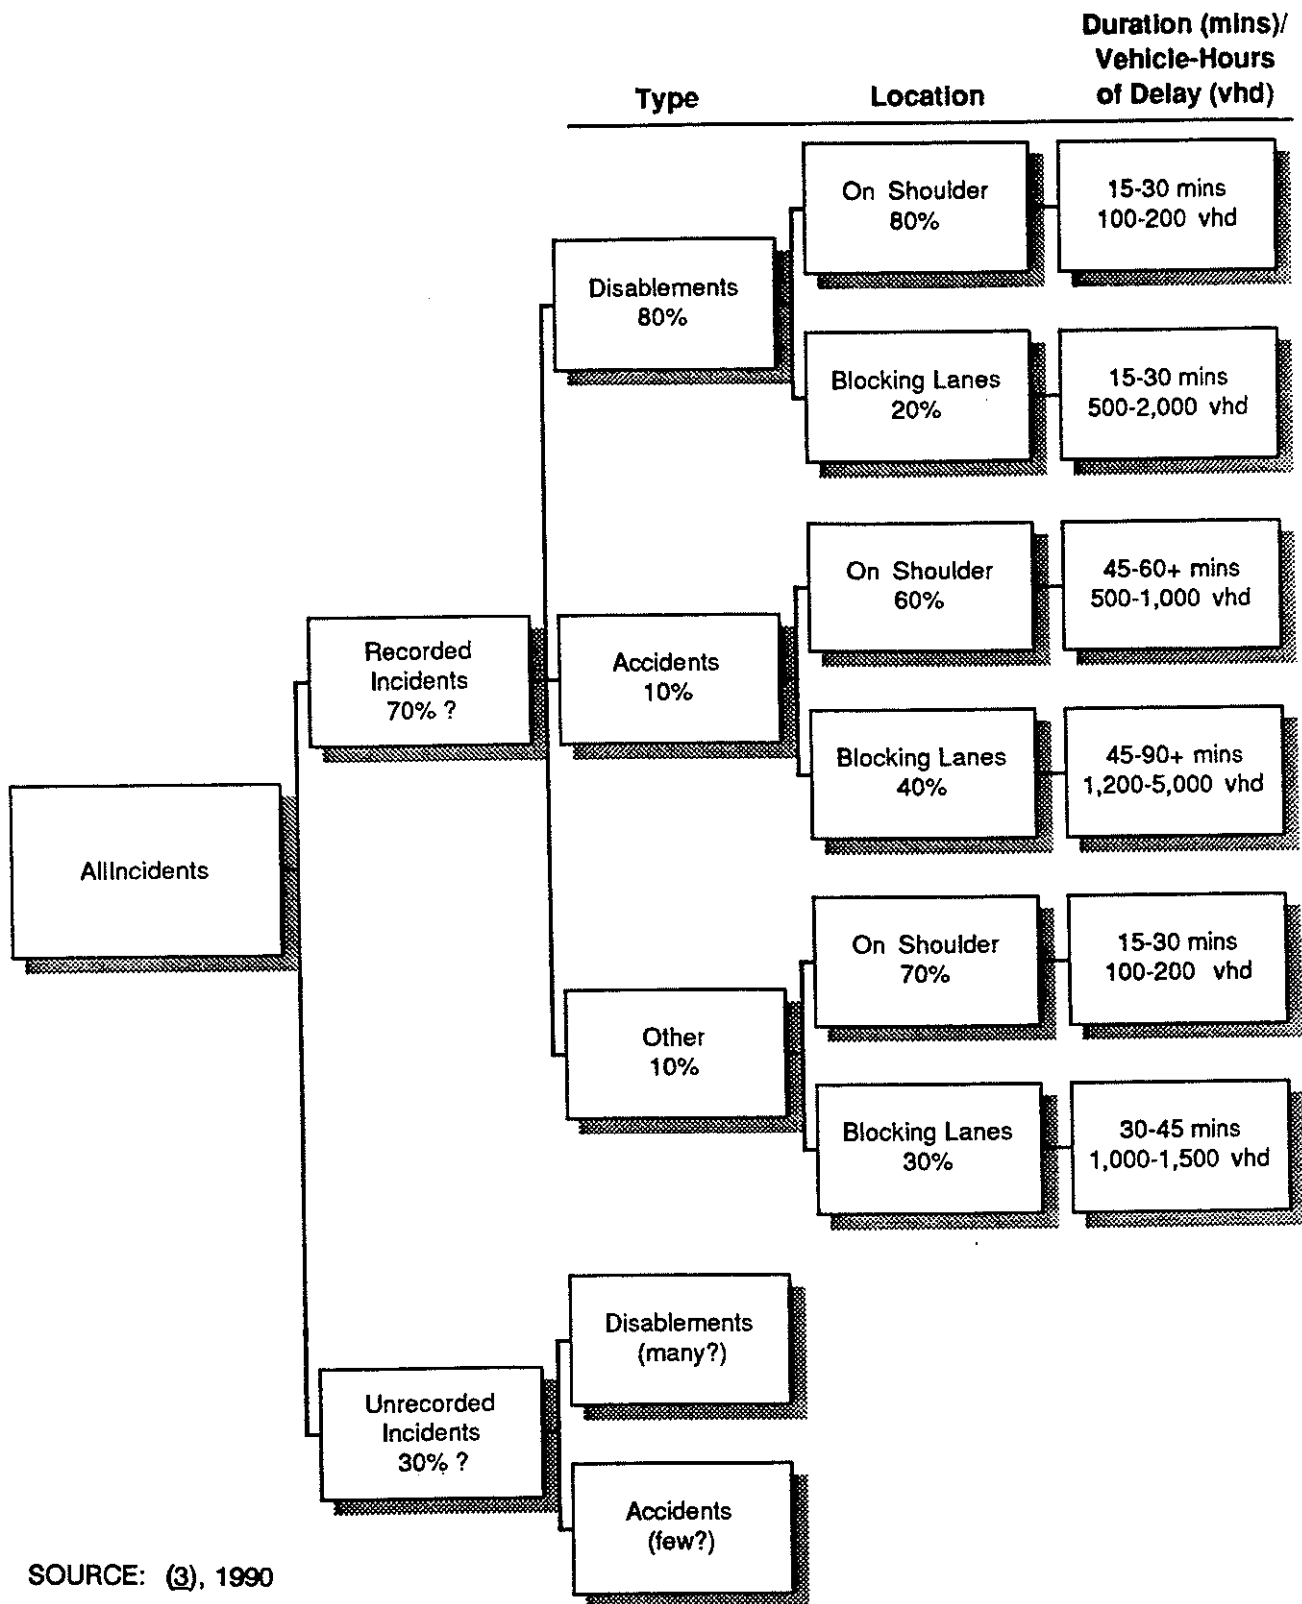 Duration (mins)/
Vehicle-Hours
of Delay (vhd)
Type
Location
On Shoulder
80%
15-30 mins
100-200 vhd
Disablements
80%
Blocking Lanes
20%
15-30 mins
500-2,000 vhd
On Shoulder
60%
45-60+ mins
500-1,000 vhd
Recorded
Incidents
70% ?
Accidents
10%
Blocking Lanes
40%
45-90+ mins
1,200-5,000 vhd
AllIncidents
On Shoulder
70%
15-30 mins
100-200 vhd
Other
10%
Blocking Lanes
30%
30-45 mins
1,000-1,500 vhd
Disablements
(many?)
Unrecorded
Incidents
30% ?
Accidents
(few?)
SOURCE: (3), 1990